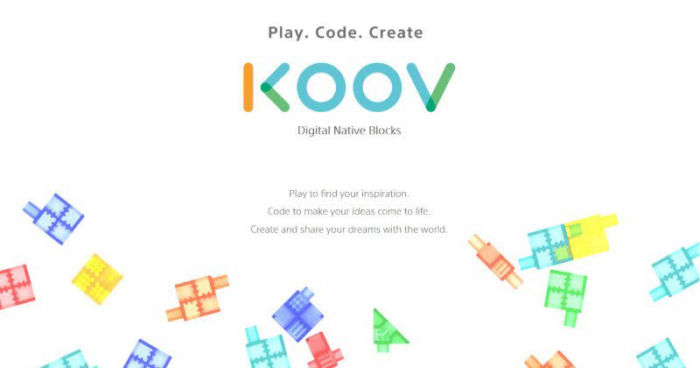 Play. Code. Create
KOOV
Digital Native Blocks
Play to find your inspiration.
Code to make your ideas come to life.
Create and share your dreams with the world.